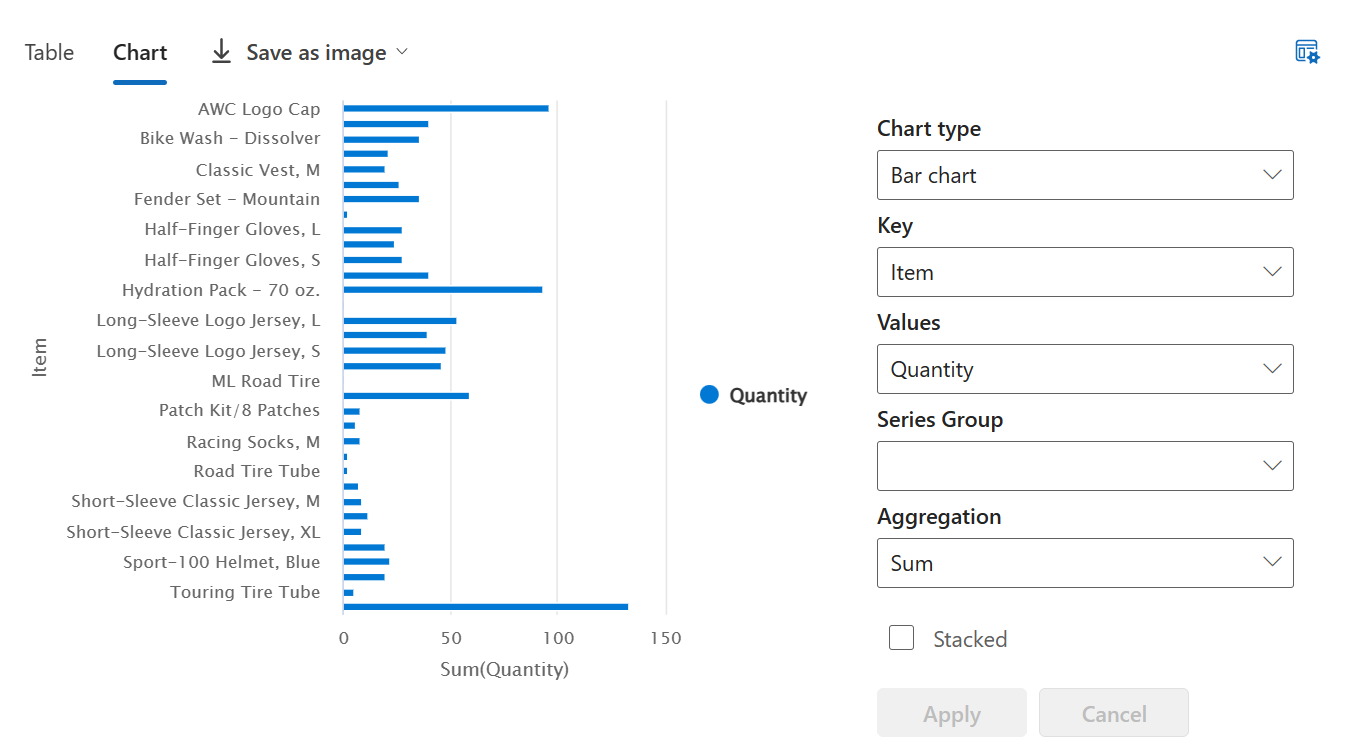 Table Chart Save as image
AWC Logo Cap
Bike Wash - Dissolver
Classic Vest, M
Fender Set - Mountain
Half-Finger Gloves, L
Half-Finger Gloves, S
Hydration Pack - 70 oz.
Long-Sleeve Logo Jersey, L
Long-Sleeve Logo Jersey, S
ML Road Tire
Patch Kit/8 Patches
Racing Socks, M
Road Tire Tube
Short-Sleeve Classic Jersey, M
Short-Sleeve Classic Jersey, XL
Sport-100 Helmet, Blue
Touring Tire Tube
Item
0 50 100 150
Sum(Quantity)
Quantity
Chart type
Bar chart
Key
Item
Values
Quantity
Series Group
Aggregation
Sum
Stacked
Apply Cancel